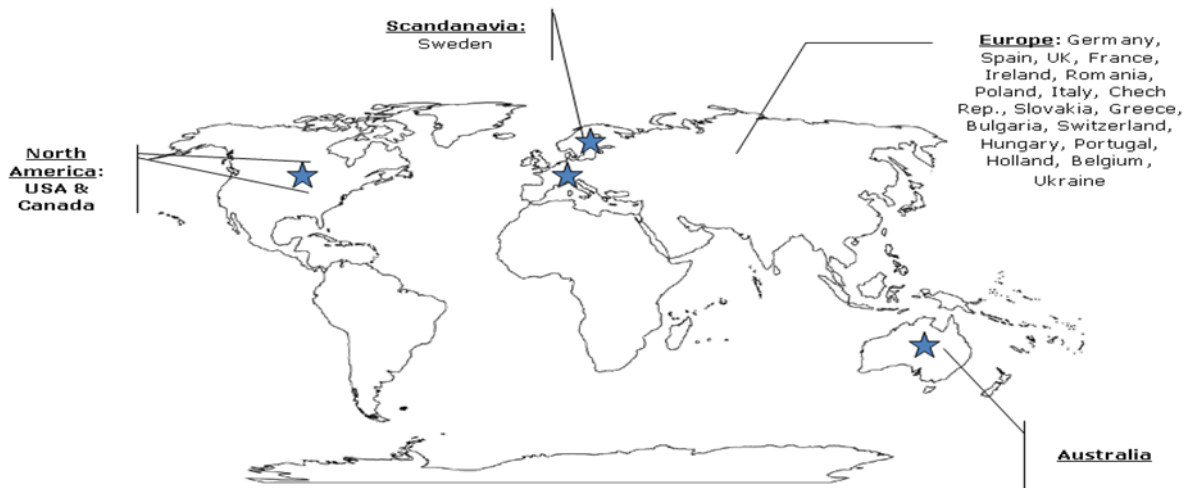 Scandanavia:
Sweden
Europe: Germany,
Spain, UK, France,
Ireland, Romania,
Poland, Italy, Chech
Rep., Slovakia, Greece,
Bulgaria, Switzerland,
Hungary, Portugal,
Holland, Belgium,
Ukraine
North
America:
USA &
Canada
Australia